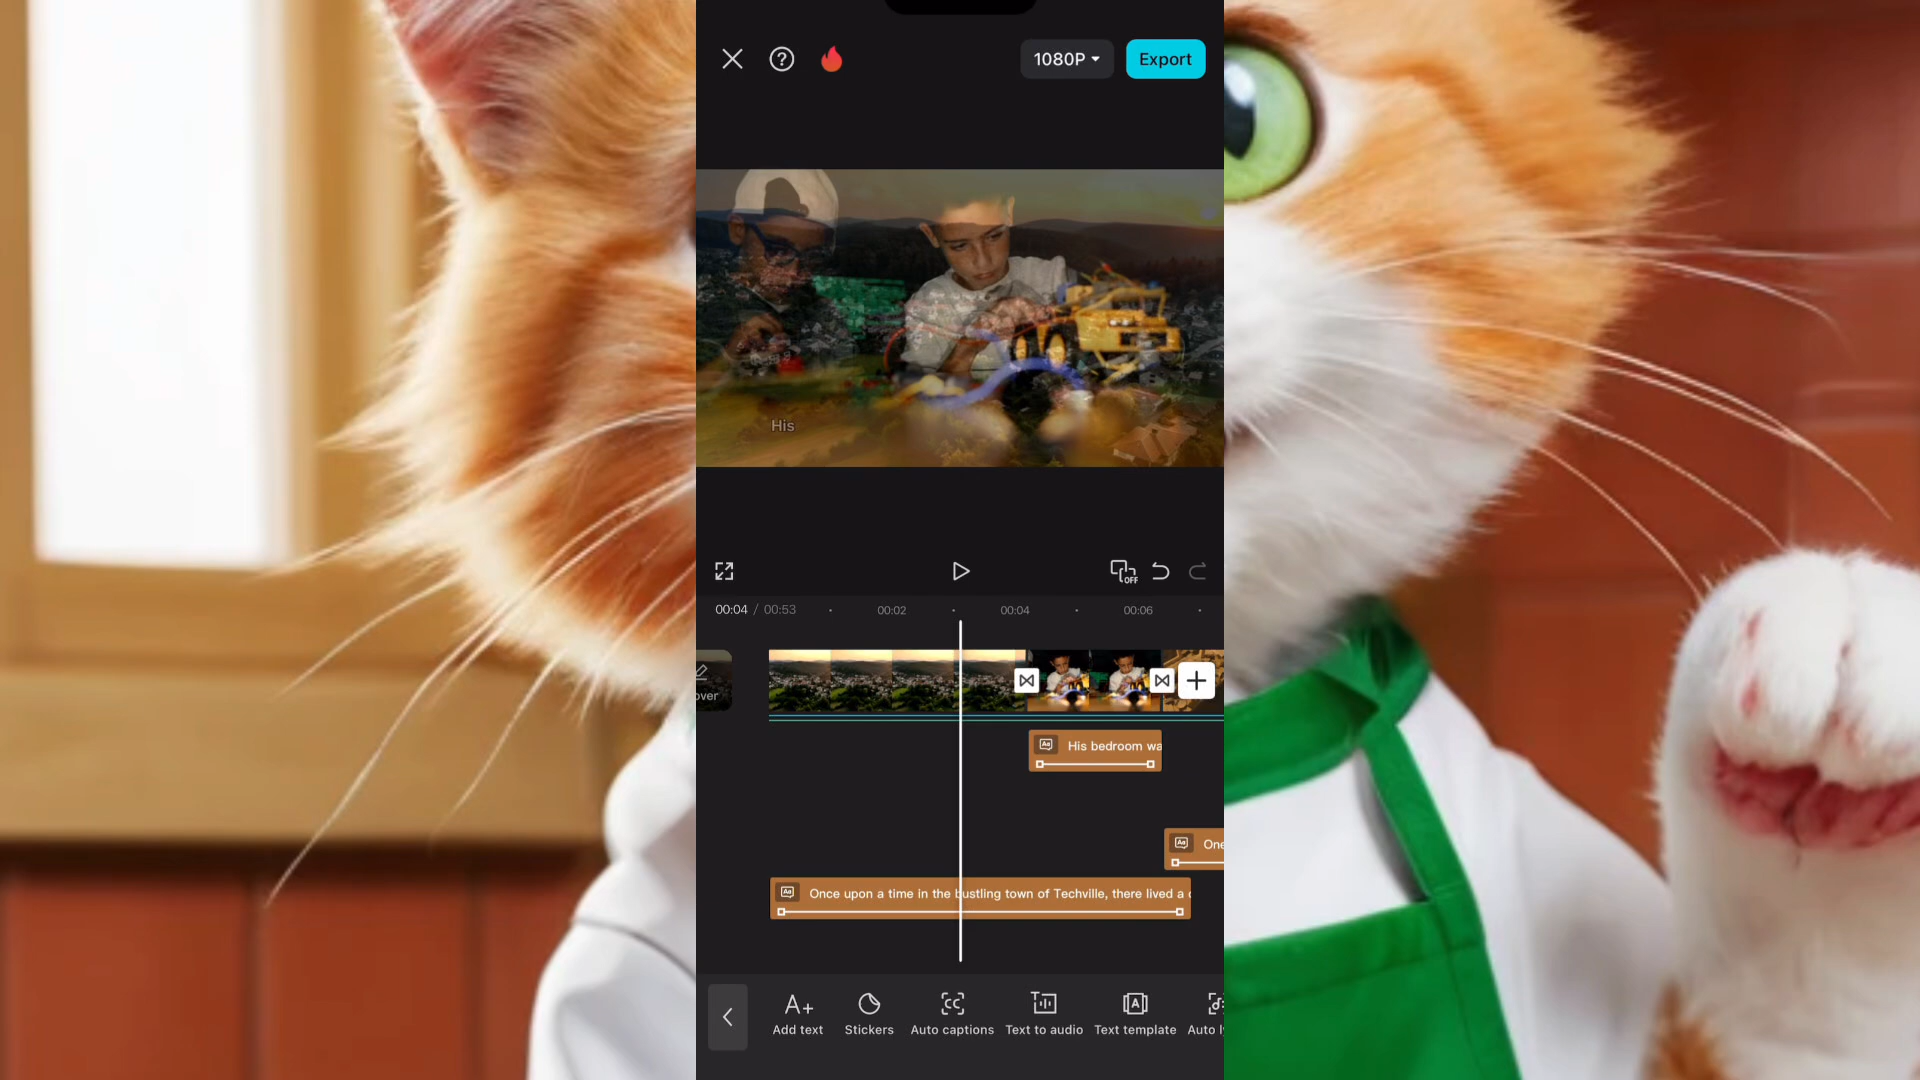 1080P
Export
His
OFF
00:04 / 00:53
00:02
00:04
00:06
over
His bedroom wa
One
Once upon a time in the bustling town of Techville, there lived a c
Add text
Stickers
Auto captions
Text to audio
Text template
Auto l